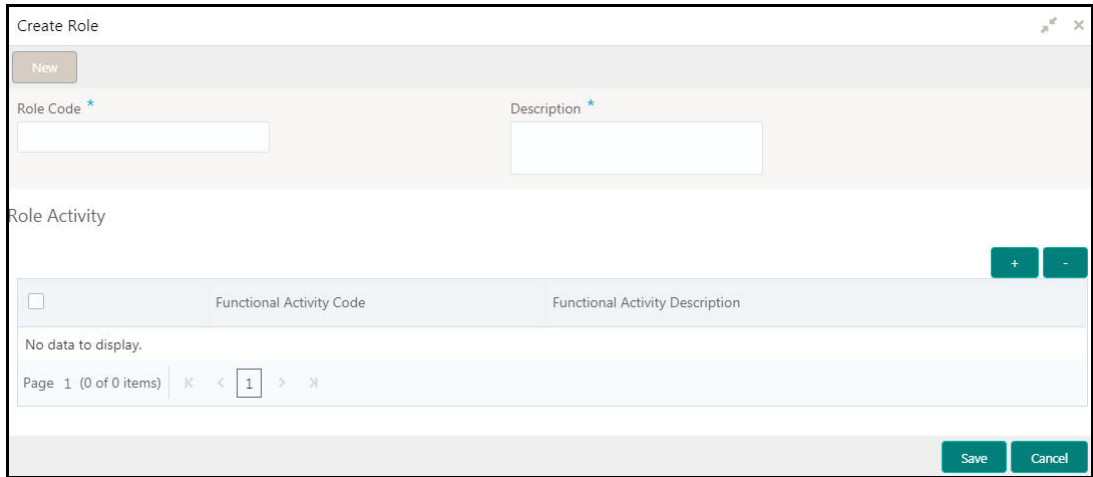 Create Role
New
Role Code *
Description *
Role Activity
+ -
Functional Activity Code Functional Activity Description
No data to display.
Page 1 (0 of 0 items) K < 1 > >|
Save Cancel